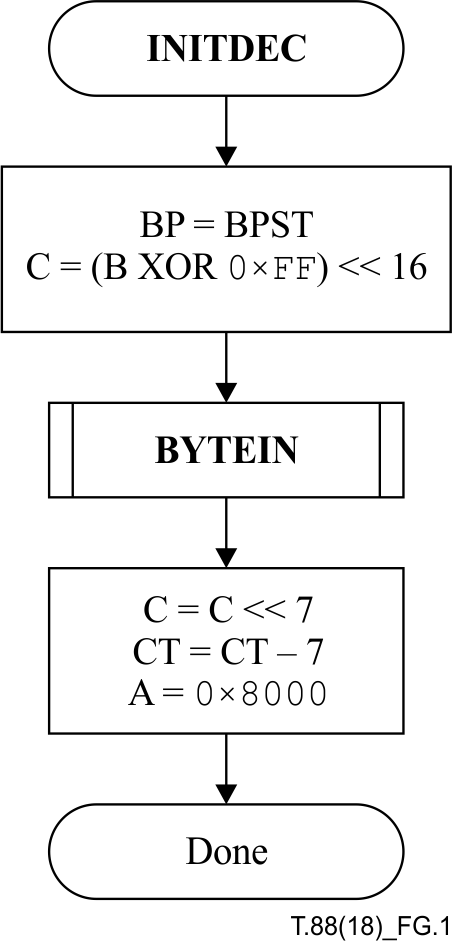 INITDEC
BP = BPST
C = (B XOR 0×FF) << 16
BYTEIN
C = C << 7
CT = CT – 7
A = 0×8000
Done
T.88(18)_FG.1